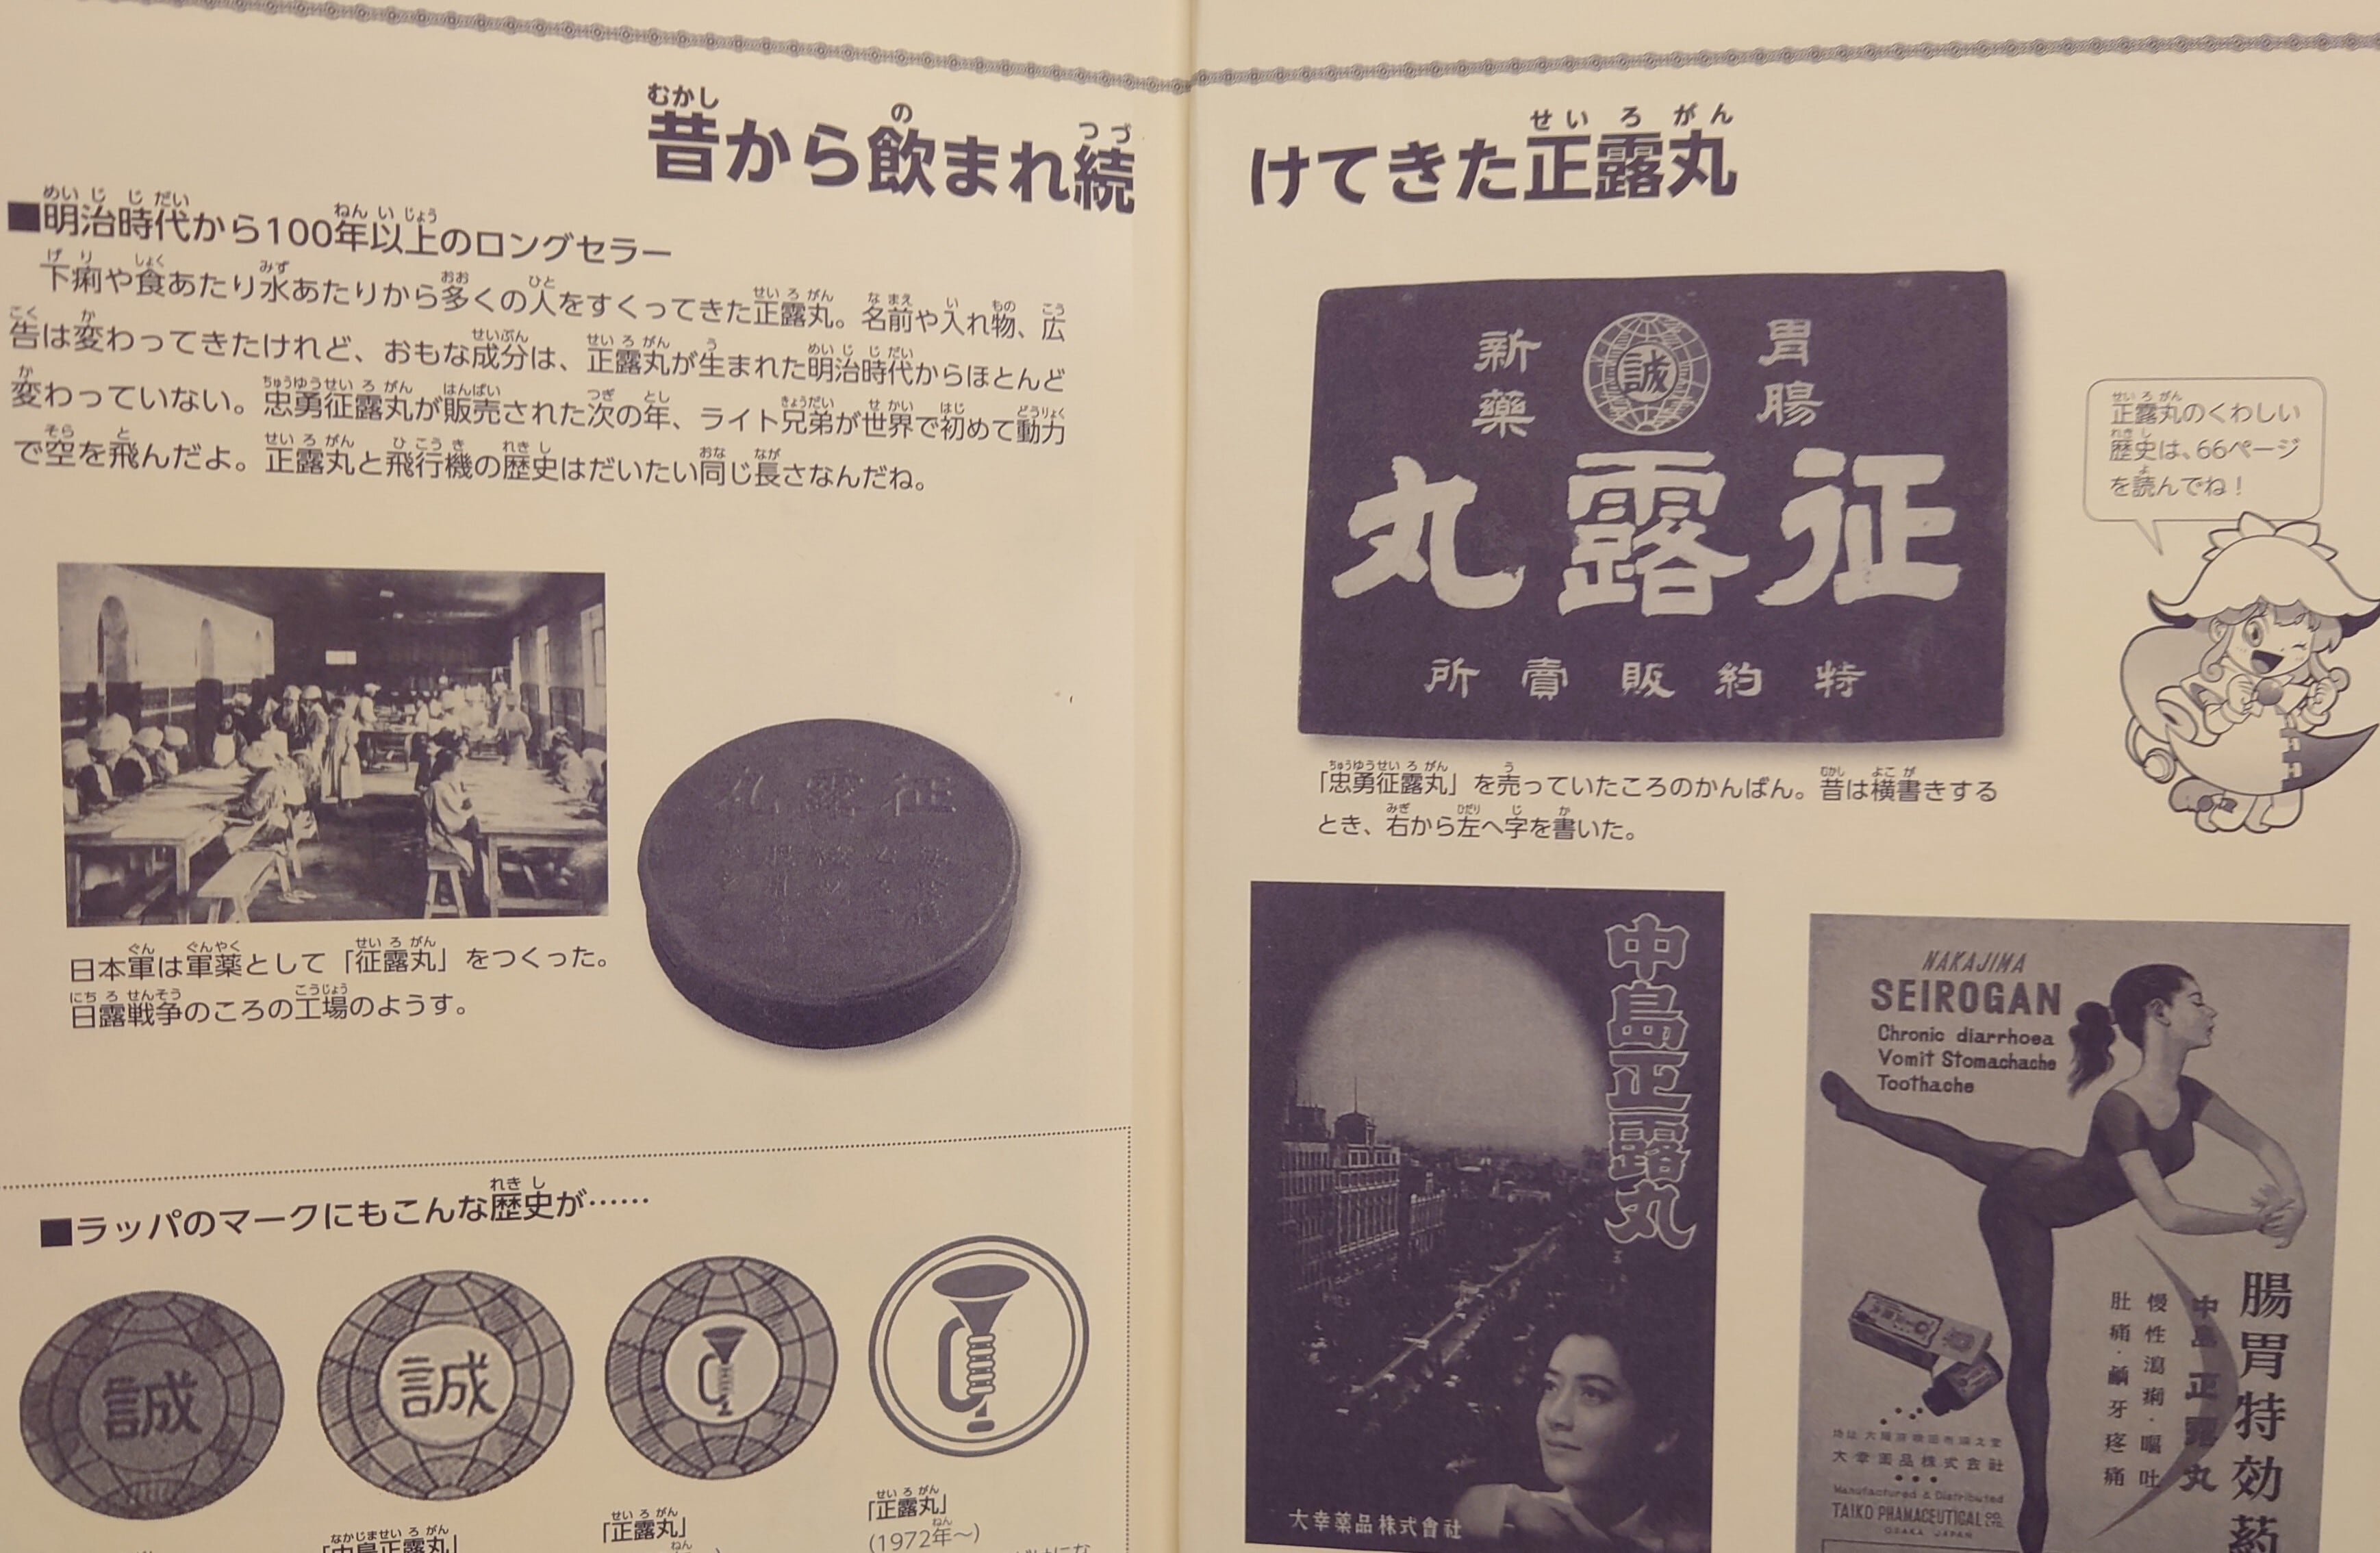 昔から飲まれ続けてきた正露丸
■明治時代から100年以上のロングセラー
下痢や食あたり水あたりから多くの人をすくってきた正露丸。名前や入れ物、広
告は変わってきたけれど、おもな成分は、正露丸が生まれた明治時代からほとんど
変わっていない。忠勇征露丸が販売された次の年、ライト兄弟が世界で初めて動力
で空を飛んだよ。正露丸と飛行機の歴史はだいたい同じ長さなんだね。
日本軍は軍薬として「征露丸」をつくった。
日露戦争のころの工場のようす。
丸露征
■ラッパのマークにもこんな歴史が……
誠
誠
「中島正露丸」
「正露丸」
「正露丸」
(1972年～)
胃腸
新藥
誠
丸露征
所賣販約特
「忠勇征露丸」を売っていたころのかんばん。昔は横書きする
とき、右から左へ字を書いた。
正露丸のくわしい
歴史は、66ページ
を読んでね！
中島正露丸
大幸薬品株式會社
NAKAJIMA
SEIROGAN
Chronic diarrhoea
Vomit Stomachache
Toothache
腸胃特効葯
中島正露丸
慢性瀉痢·嘔吐
肚痛·齲牙疼痛
大幸薬品株式会社
Manufactured & Distributed
TAIKO PHAMACEUTICAL CO. LTD.
OSAKA JAPAN